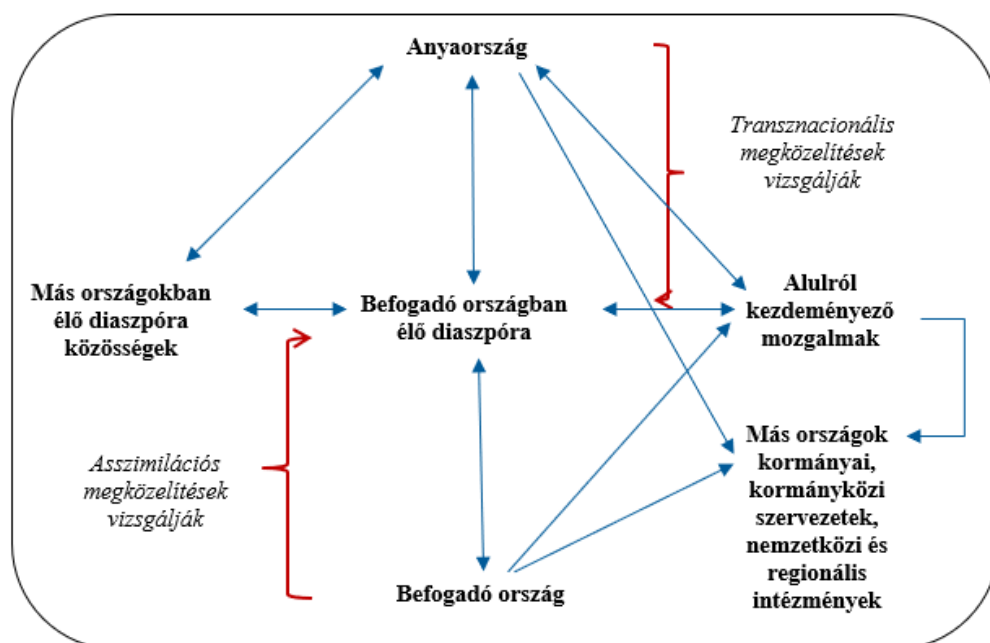 Anyaország
Transznacionális
megközelítések
vizsgálják
Más országokban
élő diaszpóra
közösségek
Befogadó országban
élő diaszpóra
Alulról
kezdeményező
mozgalmak
Asszimilációs
megközelítések
vizsgálják
Más országok
kormányai,
kormányközi
szervezetek,
nemzetközi és
regionális
intézmények
Befogadó ország